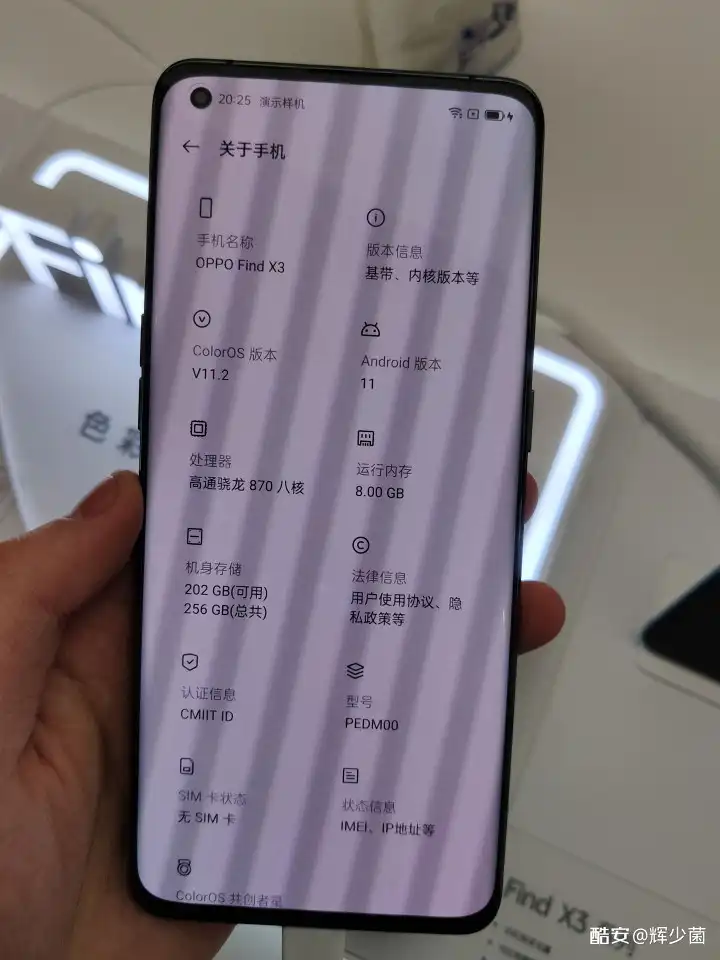 20:25 演示样机
← 关于手机
手机名称
OPPO Find X3
版本信息
基带、内核版本等
ColorOS 版本
V11.2
Android 版本
11
处理器
高通骁龙 870 八核
运行内存
8.00 GB
机身存储
202 GB(可用)
256 GB(总共)
法律信息
用户使用协议、隐
私政策等
认证信息
CMIIT ID
型号
PEDM00
SIM 卡状态
无 SIM 卡
状态信息
IMEI、IP地址等
ColorOS 共创者星
Fin
色彩
Find X3
酷安@辉少菌